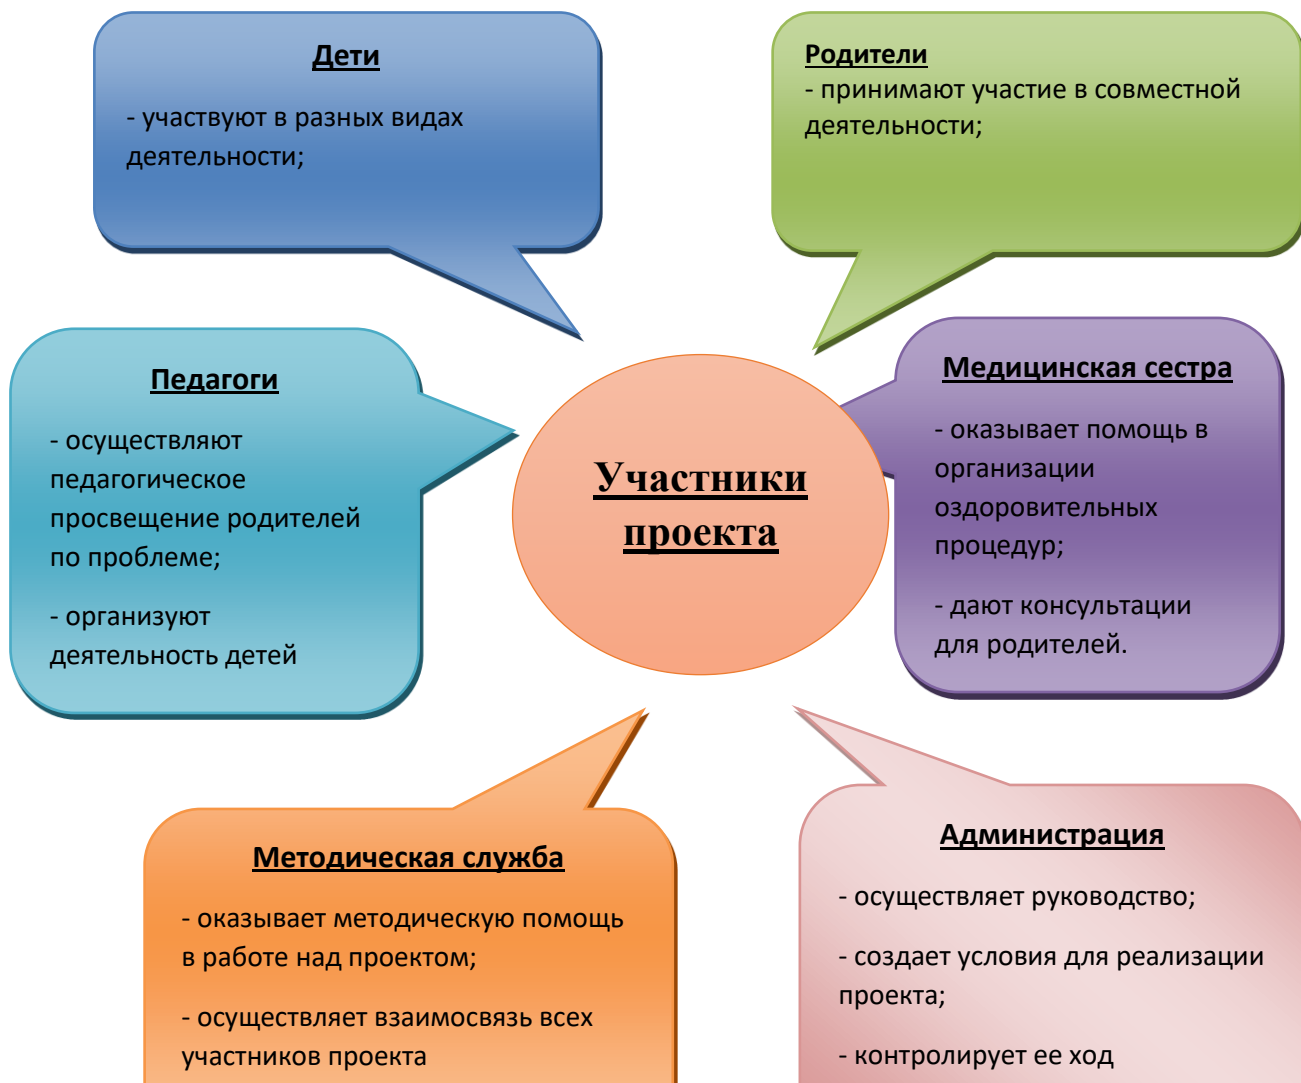 Дети
- участвуют в разных видах
деятельности;
Родители
- принимают участие в совместной
деятельности;
Педагоги
- осуществляют
педагогическое
просвещение родителей
по проблеме;
- организуют
деятельность детей
Участники
проекта
Медицинская сестра
- оказывает помощь в
организации
оздоровительных
процедур;
- дают консультации
для родителей.
Методическая служба
- оказывает методическую помощь
в работе над проектом;
- осуществляет взаимосвязь всех
участников проекта
Администрация
- осуществляет руководство;
- создает условия для реализации
проекта;
- контролирует ее ход